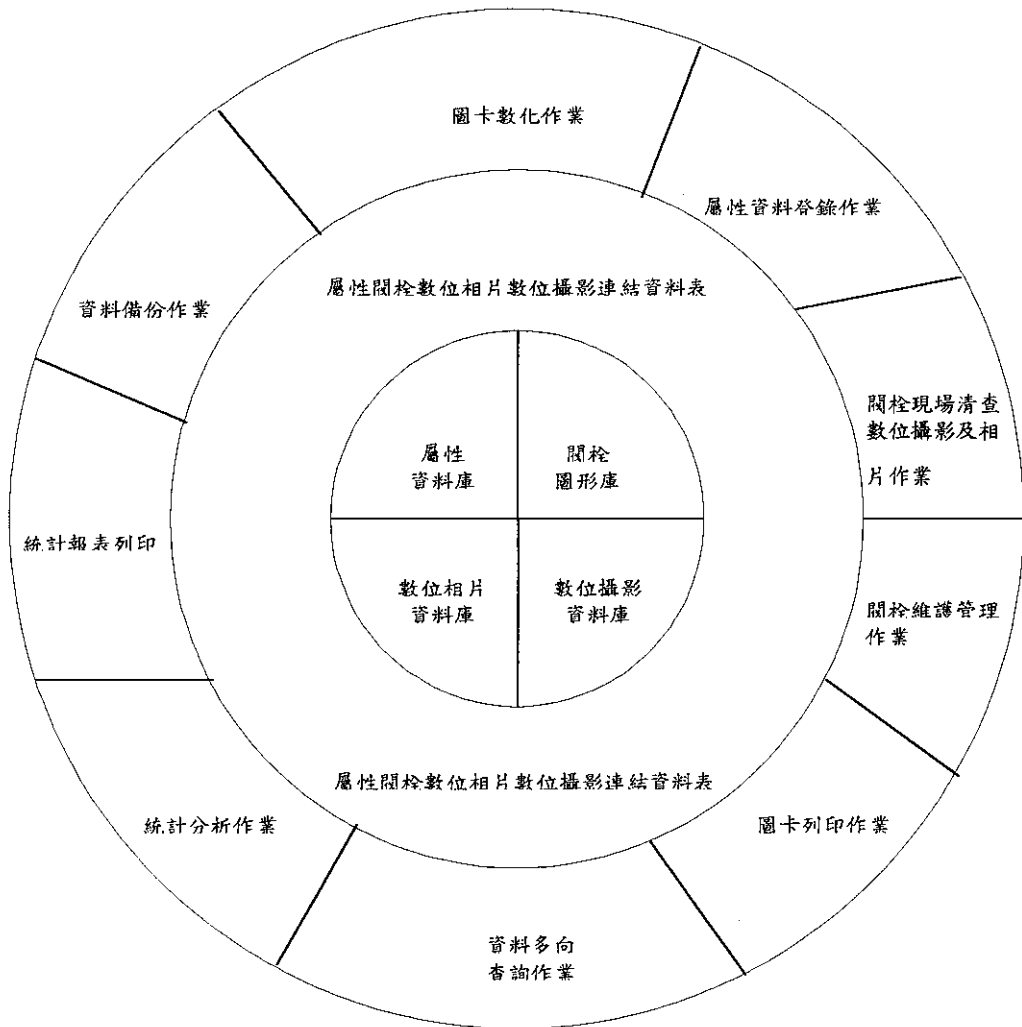 圖卡數化作業
屬性資料登錄作業
屬性閥栓數位相片數位攝影連結資料表
資料備份作業
閥栓現場清查
數位攝影及相
片作業
屬性
資料庫
閥栓
圖形庫
統計報表列印
數位相片
資料庫
數位攝影
資料庫
閥栓維護管理
作業
屬性閥栓數位相片數位攝影連結資料表
統計分析作業
圖卡列印作業
資料多向
查詢作業